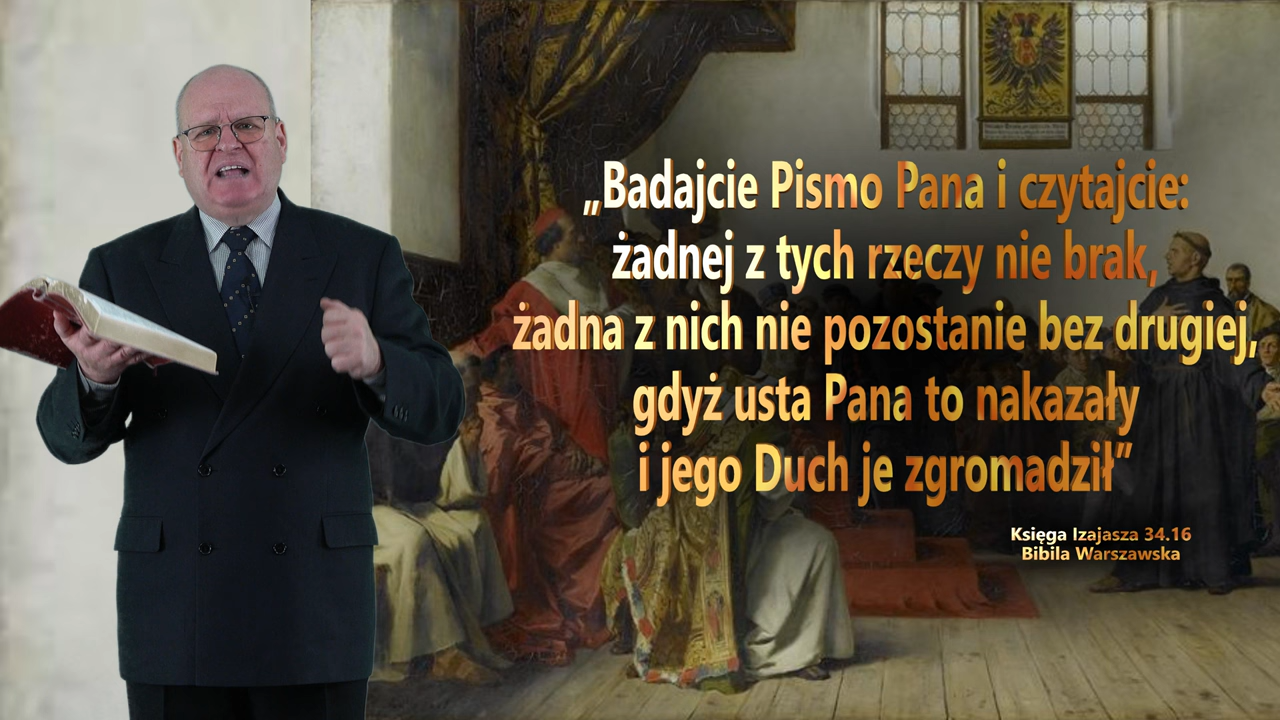 „Badajcie Pismo Pana i czytajcie:
żadnej z tych rzeczy nie brak,
żadna z nich nie pozostanie bez drugiej,
gdyż usta Pana to nakazały
i jego Duch je zgromadził”
Księga Izajasza 34.16
Bibila Warszawska